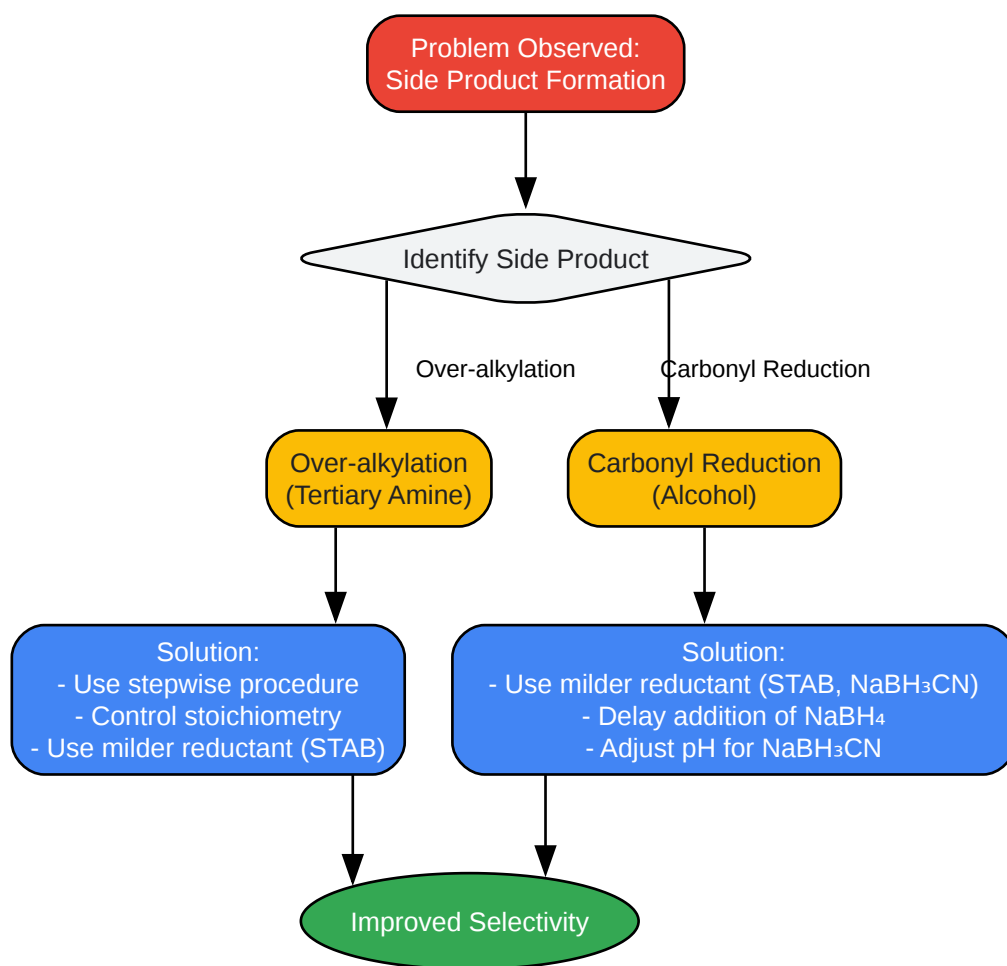 Problem Observed:
Side Product Formation
Identify Side Product
Over-alkylation
Carbonyl Reduction
Over-alkylation
(Tertiary Amine)
Carbonyl Reduction
(Alcohol)
Solution:
- Use stepwise procedure
- Control stoichiometry
- Use milder reductant (STAB)
Solution:
- Use milder reductant (STAB, NaBH₃CN)
- Delay addition of NaBH₄
- Adjust pH for NaBH₃CN
Improved Selectivity